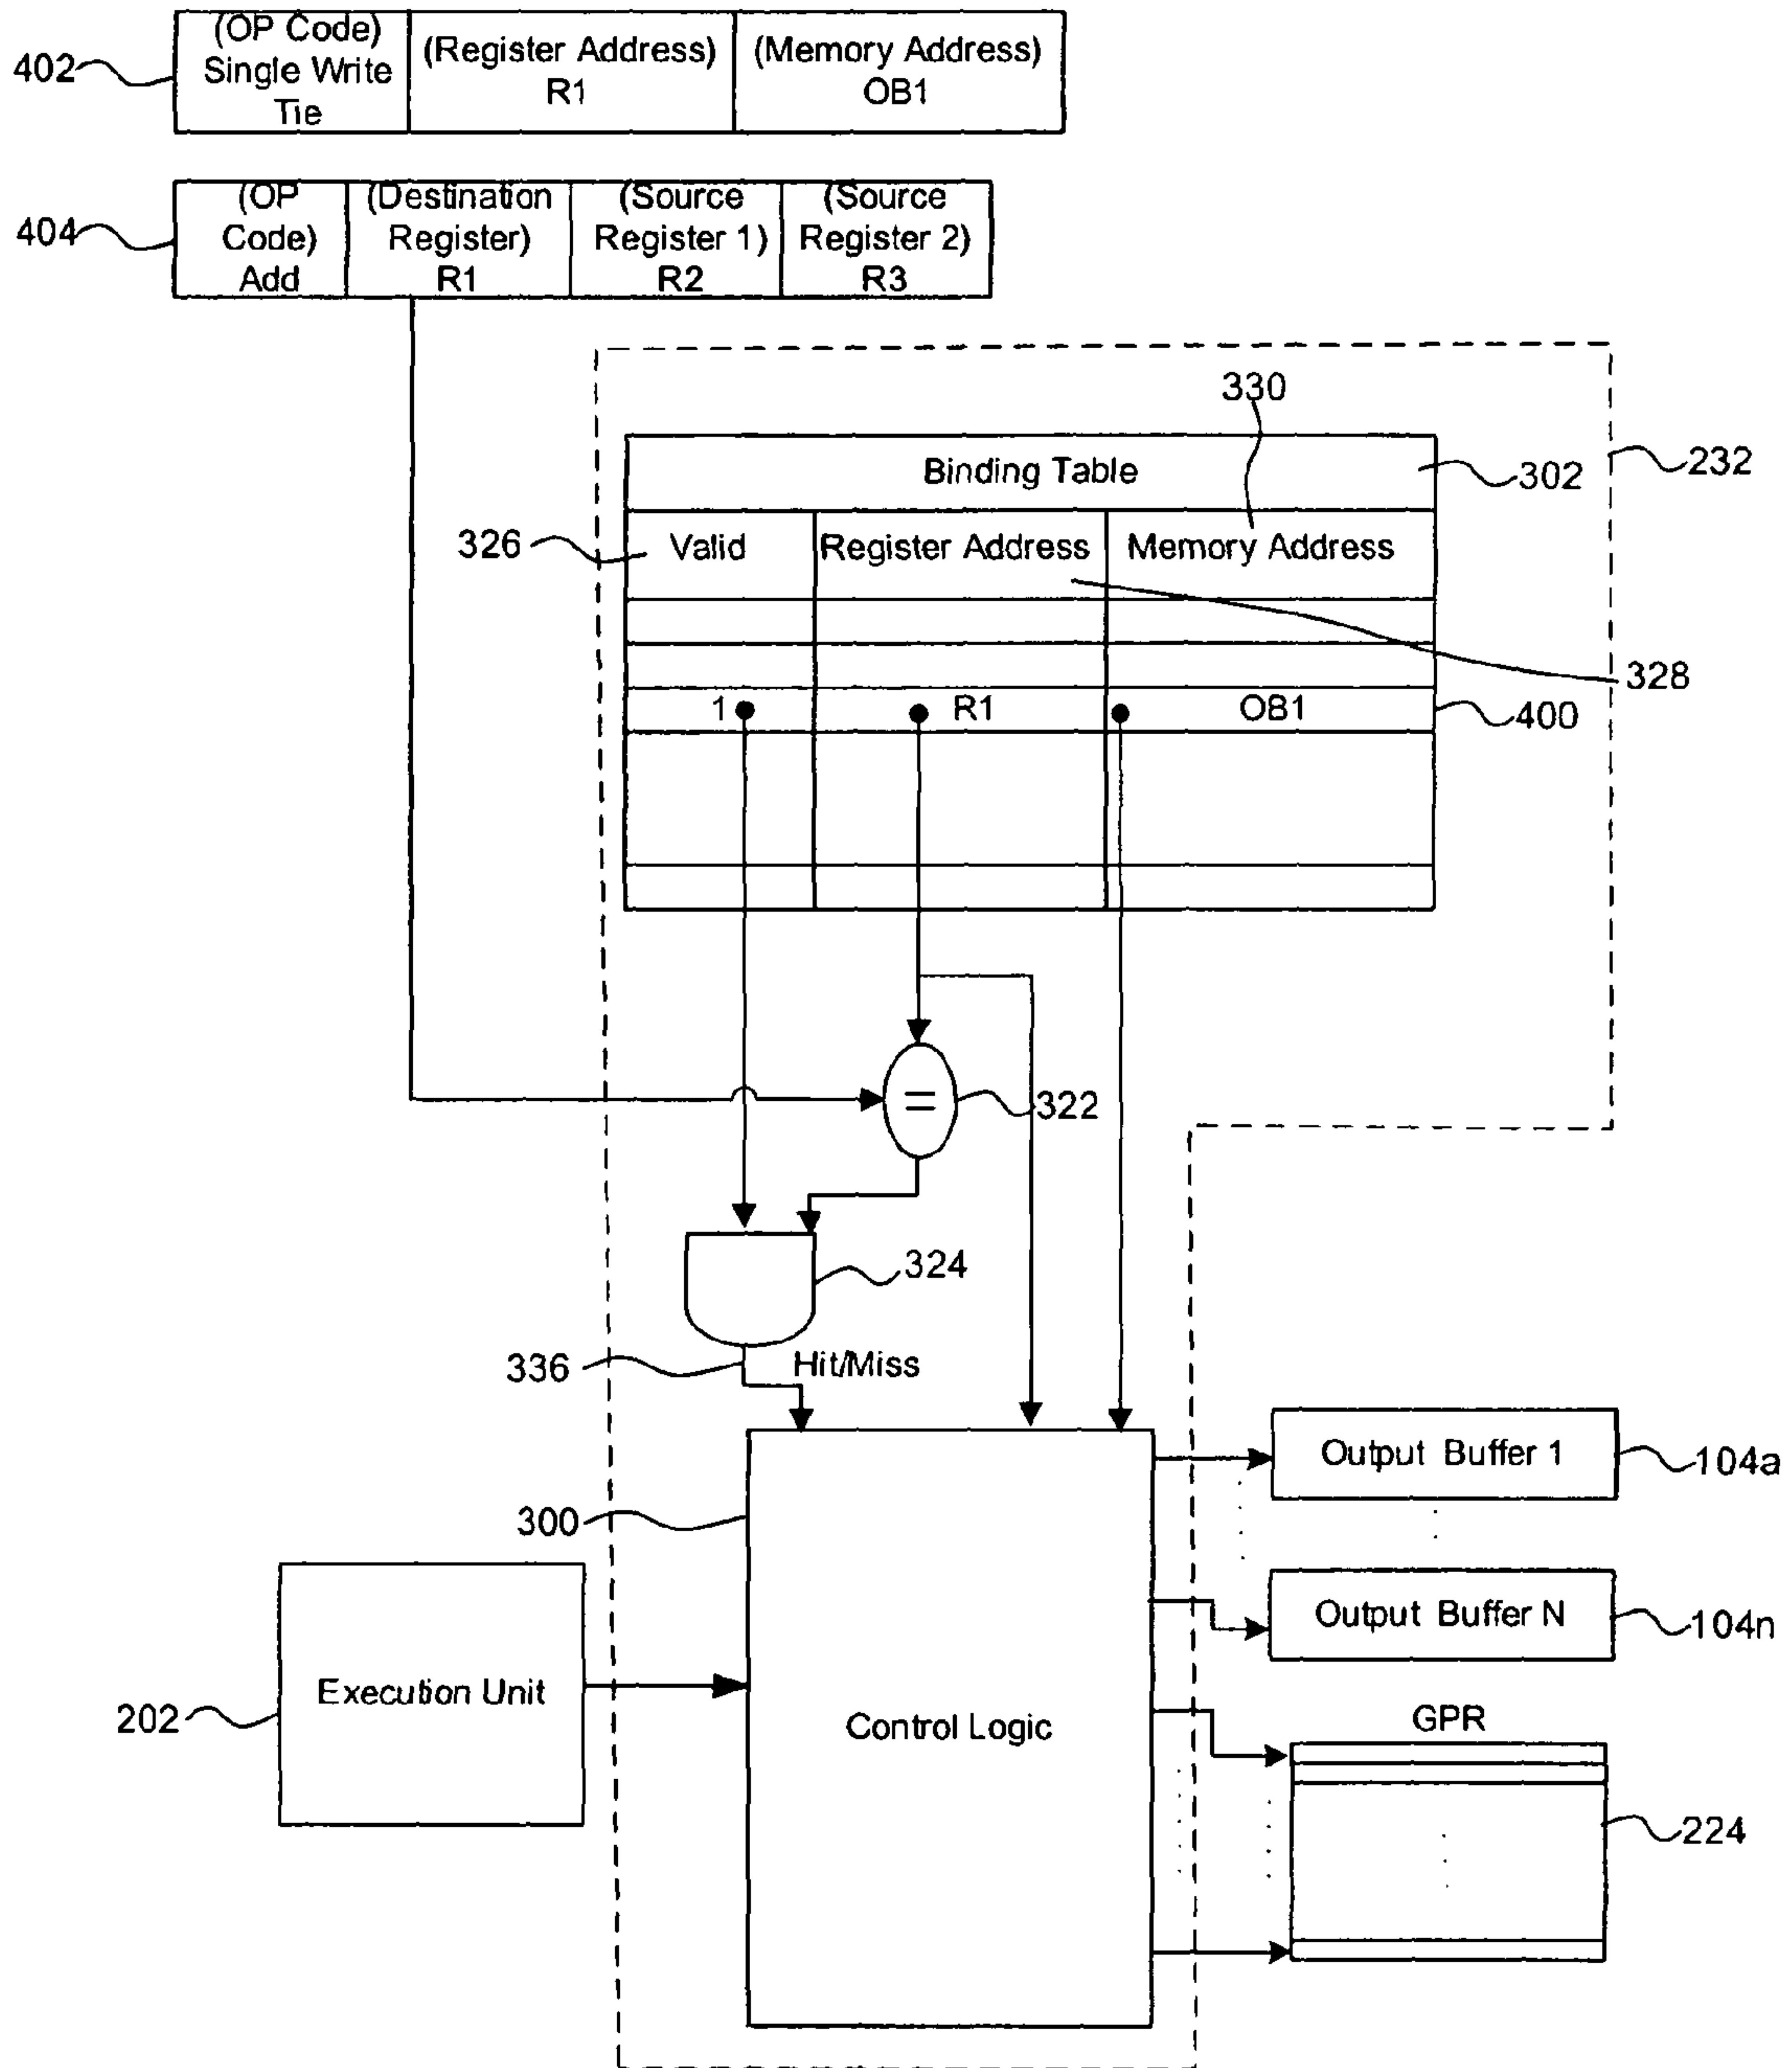 (OP Code)
Single Write
Tie
(Register Address)
R1
(Memory Address)
OB1
402
(OP
Code)
Add
(Destination
Register)
R1
(Source
Register 1)
R2
(Source
Register 2)
R3
404
330
Binding Table
302
232
326
Valid
Register Address
Memory Address
328
1
R1
OB1
400
=
322
324
336
Hit/Miss
300
Output Buffer 1
104a
Output Buffer N
104n
Execution Unit
202
Control Logic
GPR
224